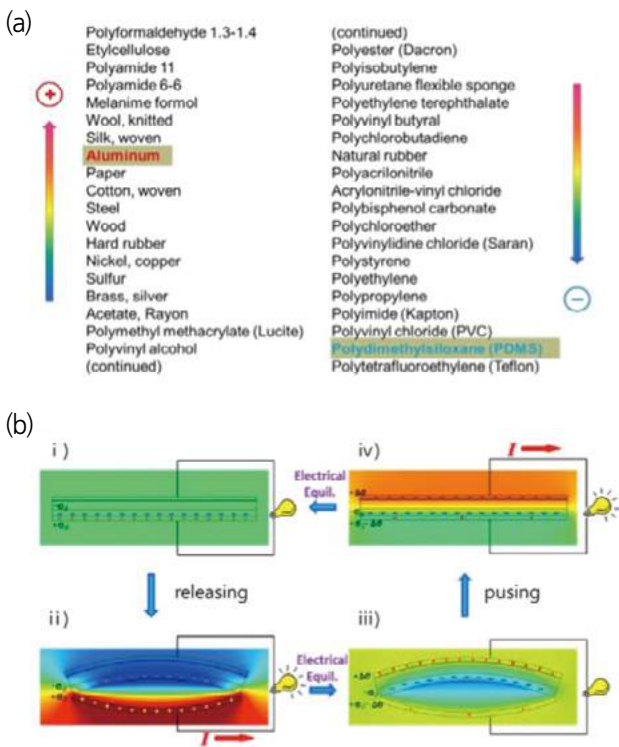 (a)
Polyformaldehyde 1.3-1.4
Etylcellulose
Polyamide 11
Polyamide 6-6
Melanime formol
Wool, knitted
Silk, woven
Aluminum
Paper
Cotton, woven
Steel
Wood
Hard rubber
Nickel, copper
Sulfur
Brass, silver
Acetate, Rayon
Polymethyl methacrylate (Lucite)
Polyvinyl alcohol
(continued)
(continued)
Polyester (Dacron)
Polyisobutylene
Polyuretane flexible sponge
Polyethylene terephthalate
Polyvinyl butyral
Polychlorobutadiene
Natural rubber
Polyacrilonitrile
Acrylonitrile-vinyl chloride
Polybisphenol carbonate
Polychloroether
Polyvinylidine chloride (Saran)
Polystyrene
Polyethylene
Polypropylene
Polyimide (Kapton)
Polyvinyl chloride (PVC)
Polydimethylsiloxane (PDMS)
Polytetrafluoroethylene (Teflon)
(b)
i)
Electrical
Equil.
iv)
I
releasing
pusing
ii)
I
Electrical
Equil.
iii)